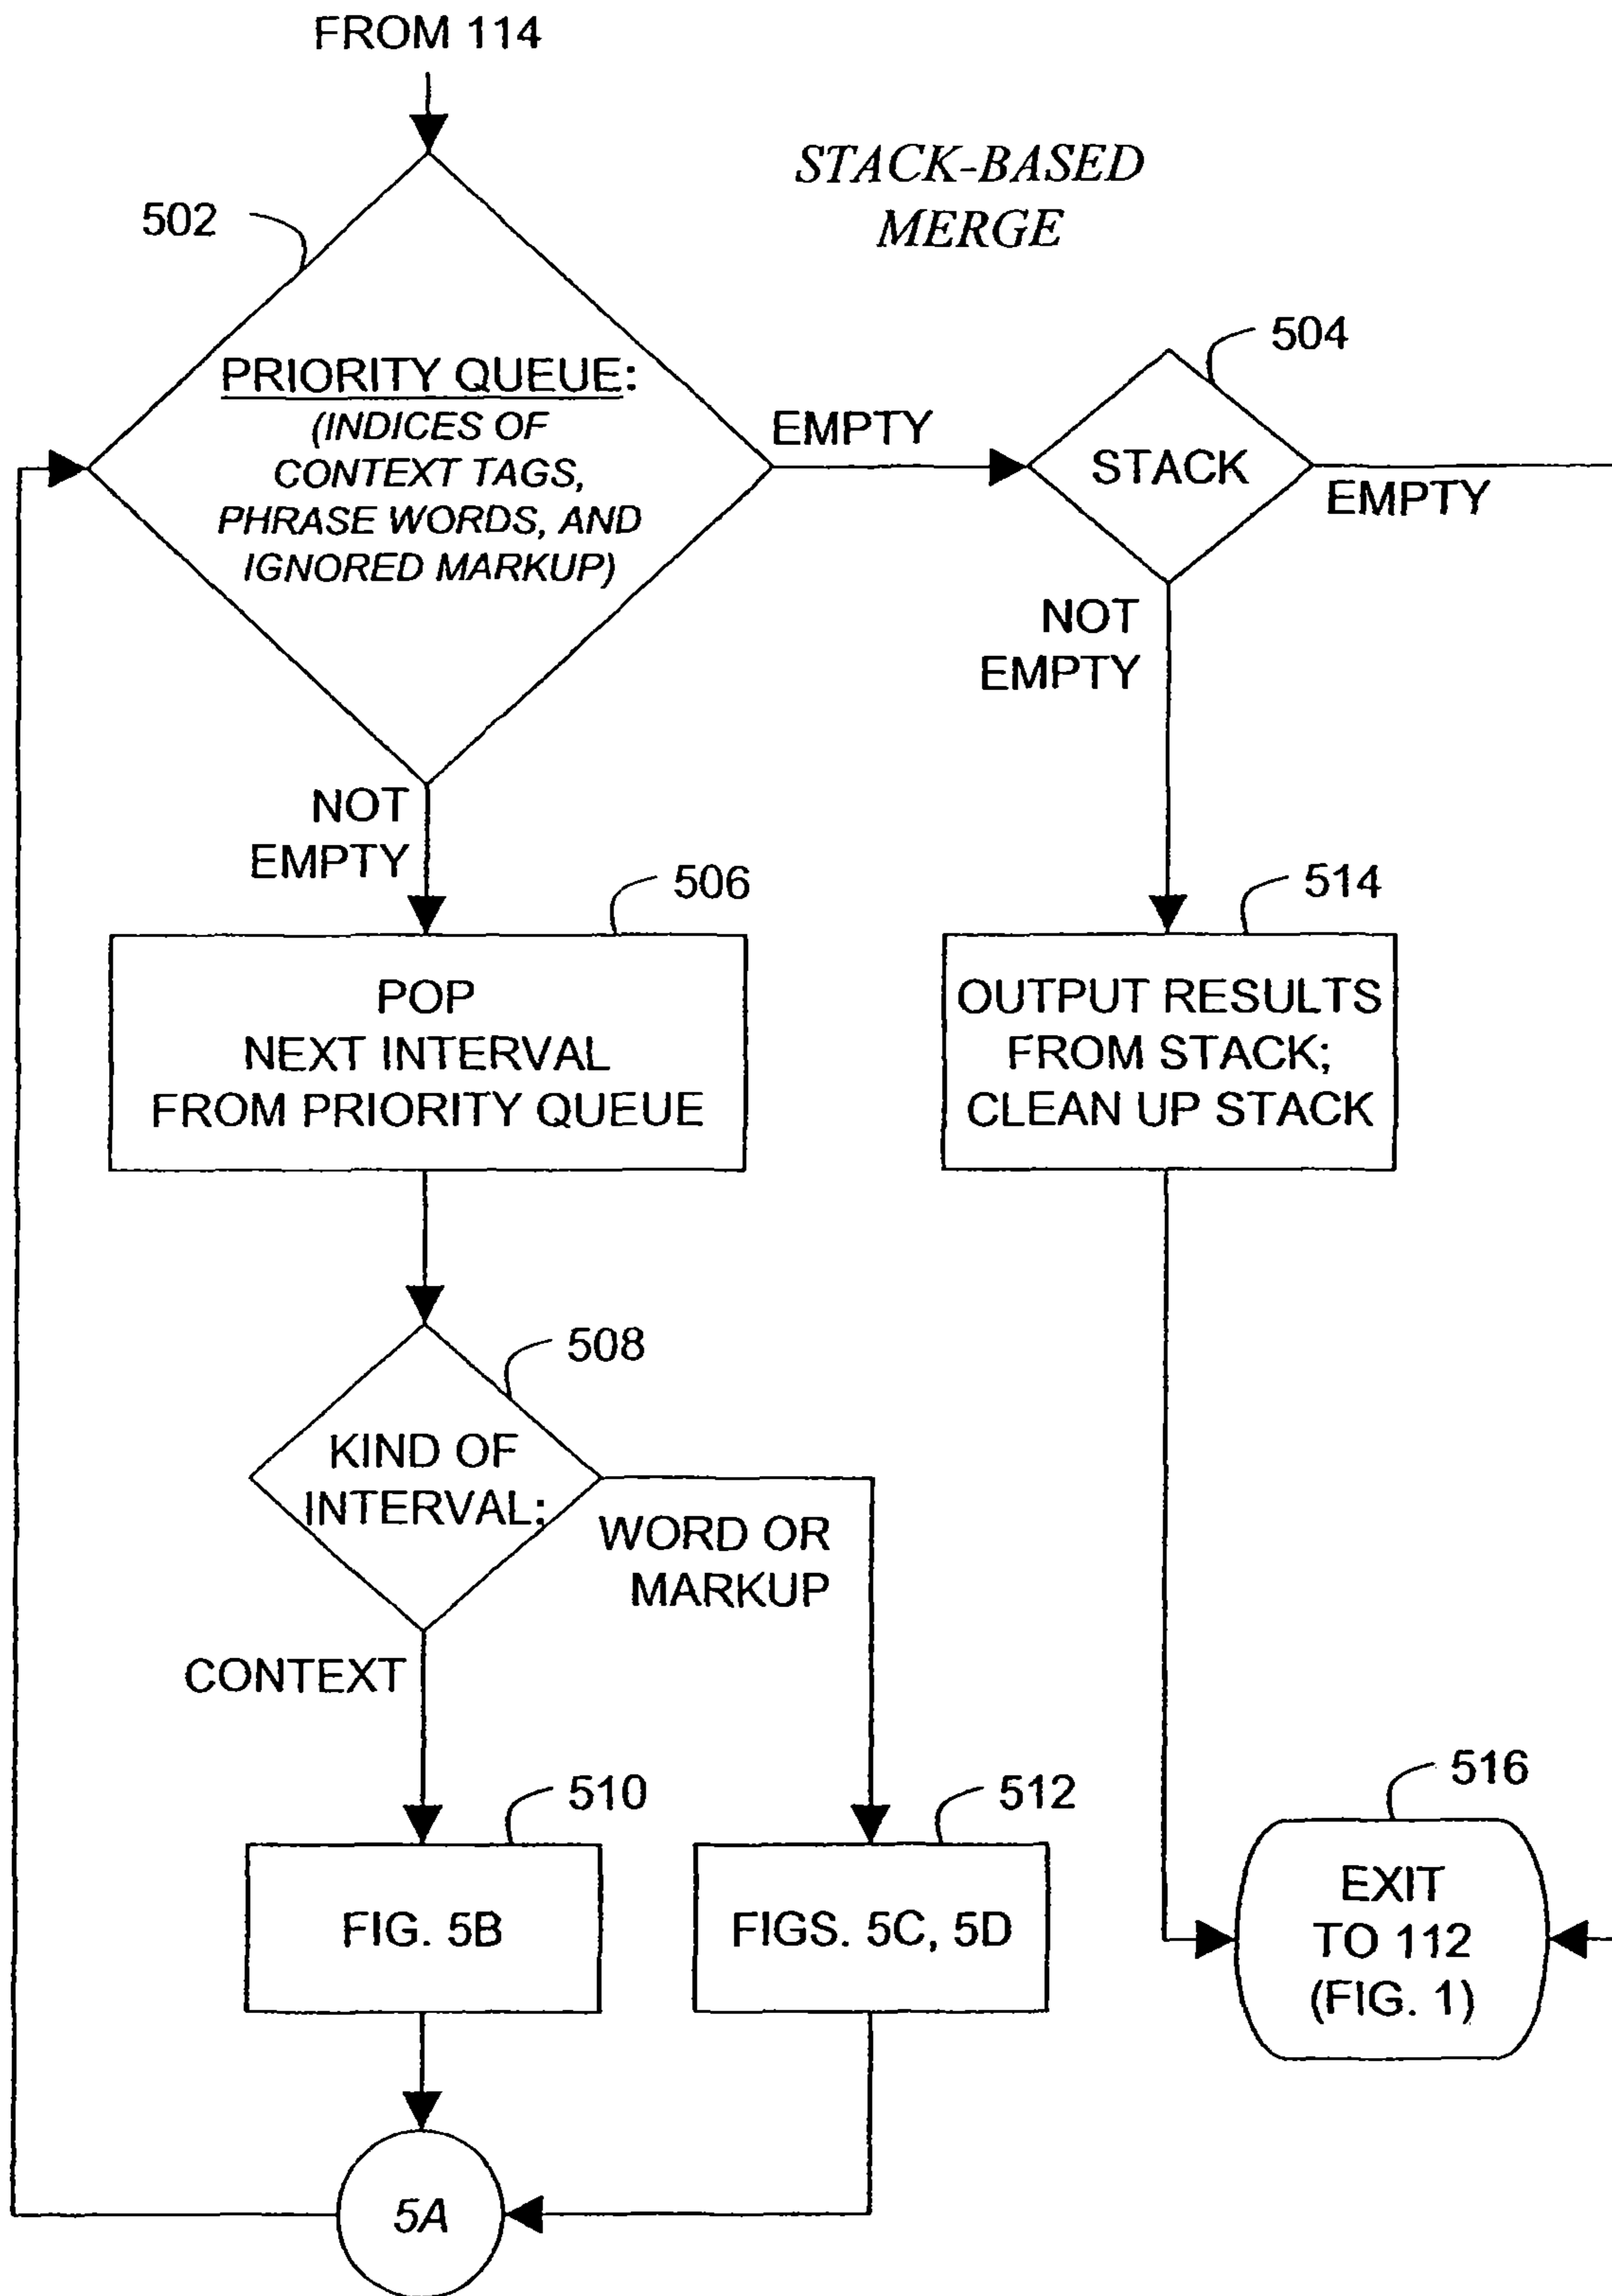 FROM 114
STACK-BASED
MERGE
502
PRIORITY QUEUE:
(INDICES OF
CONTEXT TAGS,
PHRASE WORDS, AND
IGNORED MARKUP)
EMPTY
504
STACK
EMPTY
NOT
EMPTY
NOT
EMPTY
506
POP
NEXT INTERVAL
FROM PRIORITY QUEUE
514
OUTPUT RESULTS
FROM STACK;
CLEAN UP STACK
508
KIND OF
INTERVAL;
WORD OR
MARKUP
CONTEXT
510
FIG. 5B
512
FIGS. 5C, 5D
516
EXIT
TO 112
(FIG. 1)
5A